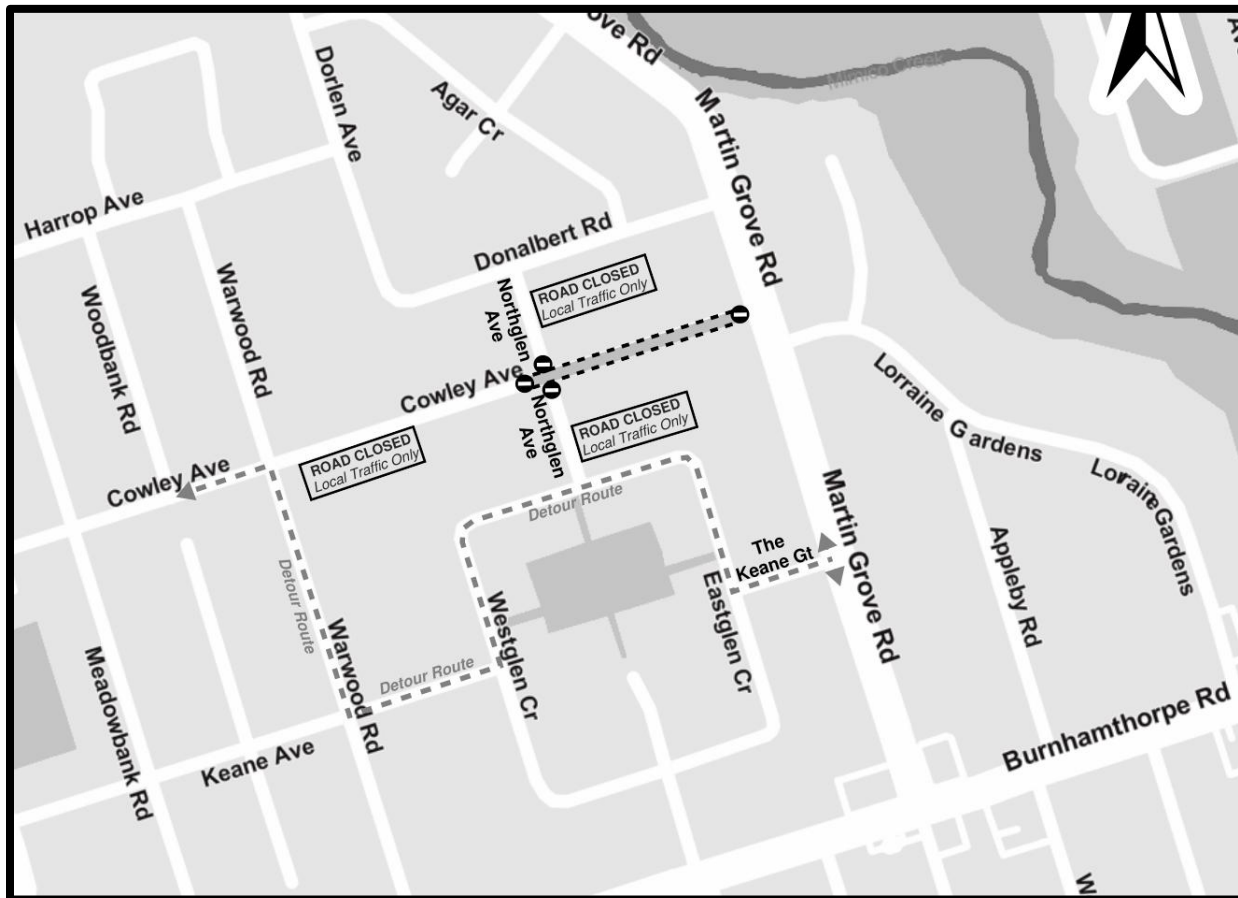 ove Rd
Dorlen Ave
Agar Cr
Mimico Creek
Av
Martin Grove Rd
Harrop Ave
Donalbert Rd
Warwood Rd
Woodbank Rd
Northglen
Ave
ROAD CLOSED
Local Traffic Only
Cowley Ave
Northglen
Ave
ROAD CLOSED
Local Traffic Only
Lorraine Gardens
ROAD CLOSED
Local Traffic Only
Cowley Ave
Lorraine Gardens
Detour Route
Martin Grove Rd
The
Keane Gt
Appleby Rd
Detour Route
Eastglen Cr
Westglen Cr
Warwood Rd
Detour Route
Meadowbank Rd
Keane Ave
Burnhamthorpe Rd
W